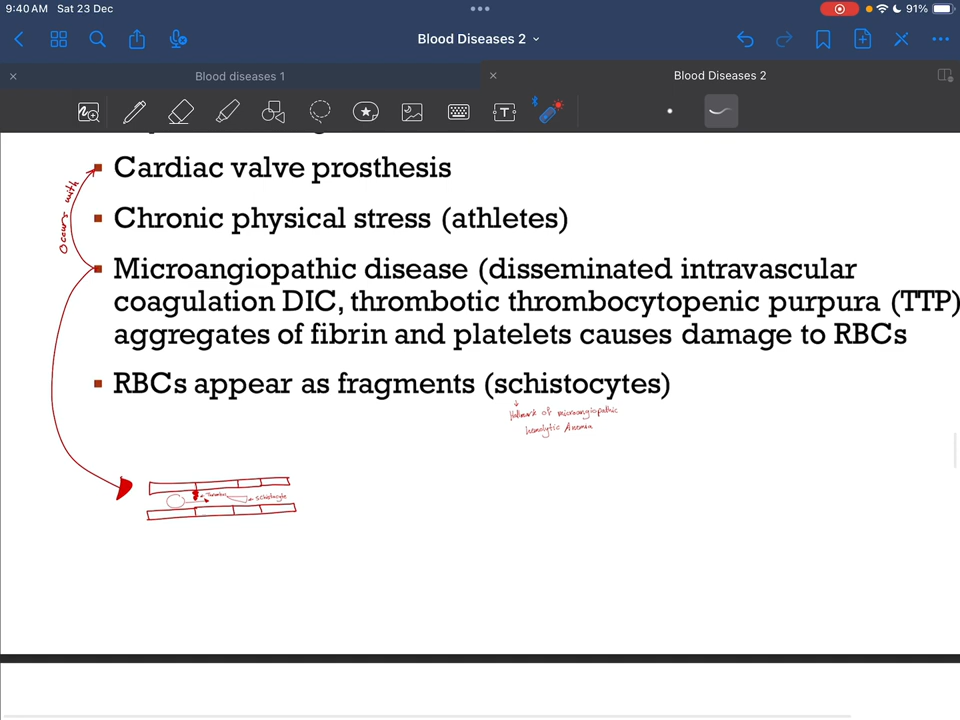 9:40 AM Sat 23 Dec
91%
Blood Diseases 2
Blood diseases 1
Blood Diseases 2
Cardiac valve prosthesis
Occurs with
Chronic physical stress (athletes)
Microangiopathic disease (disseminated intravascular
coagulation DIC, thrombotic thrombocytopenic purpura (TTP)
aggregates of fibrin and platelets causes damage to RBCs
RBCs appear as fragments (schistocytes)
Hallmark of microangiopathic
hemolytic Anemia
Thrombus
schistocyte